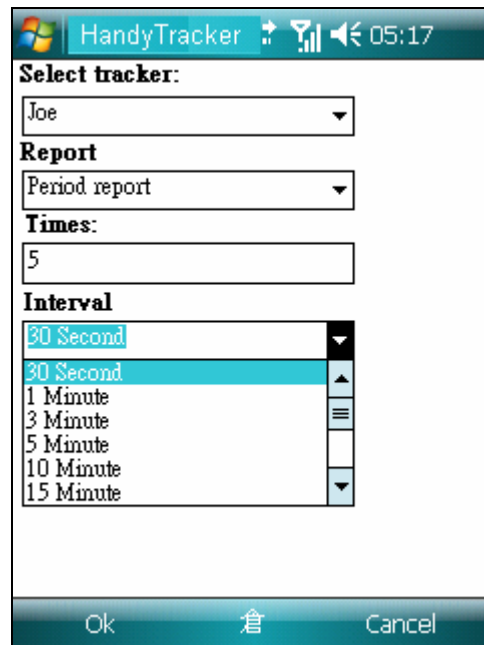 HandyTracker 05:17
Select tracker:
Joe
Report
Period report
Times:
5
Interval
30 Second
30 Second
1 Minute
3 Minute
5 Minute
10 Minute
15 Minute
Ok 倉 Cancel